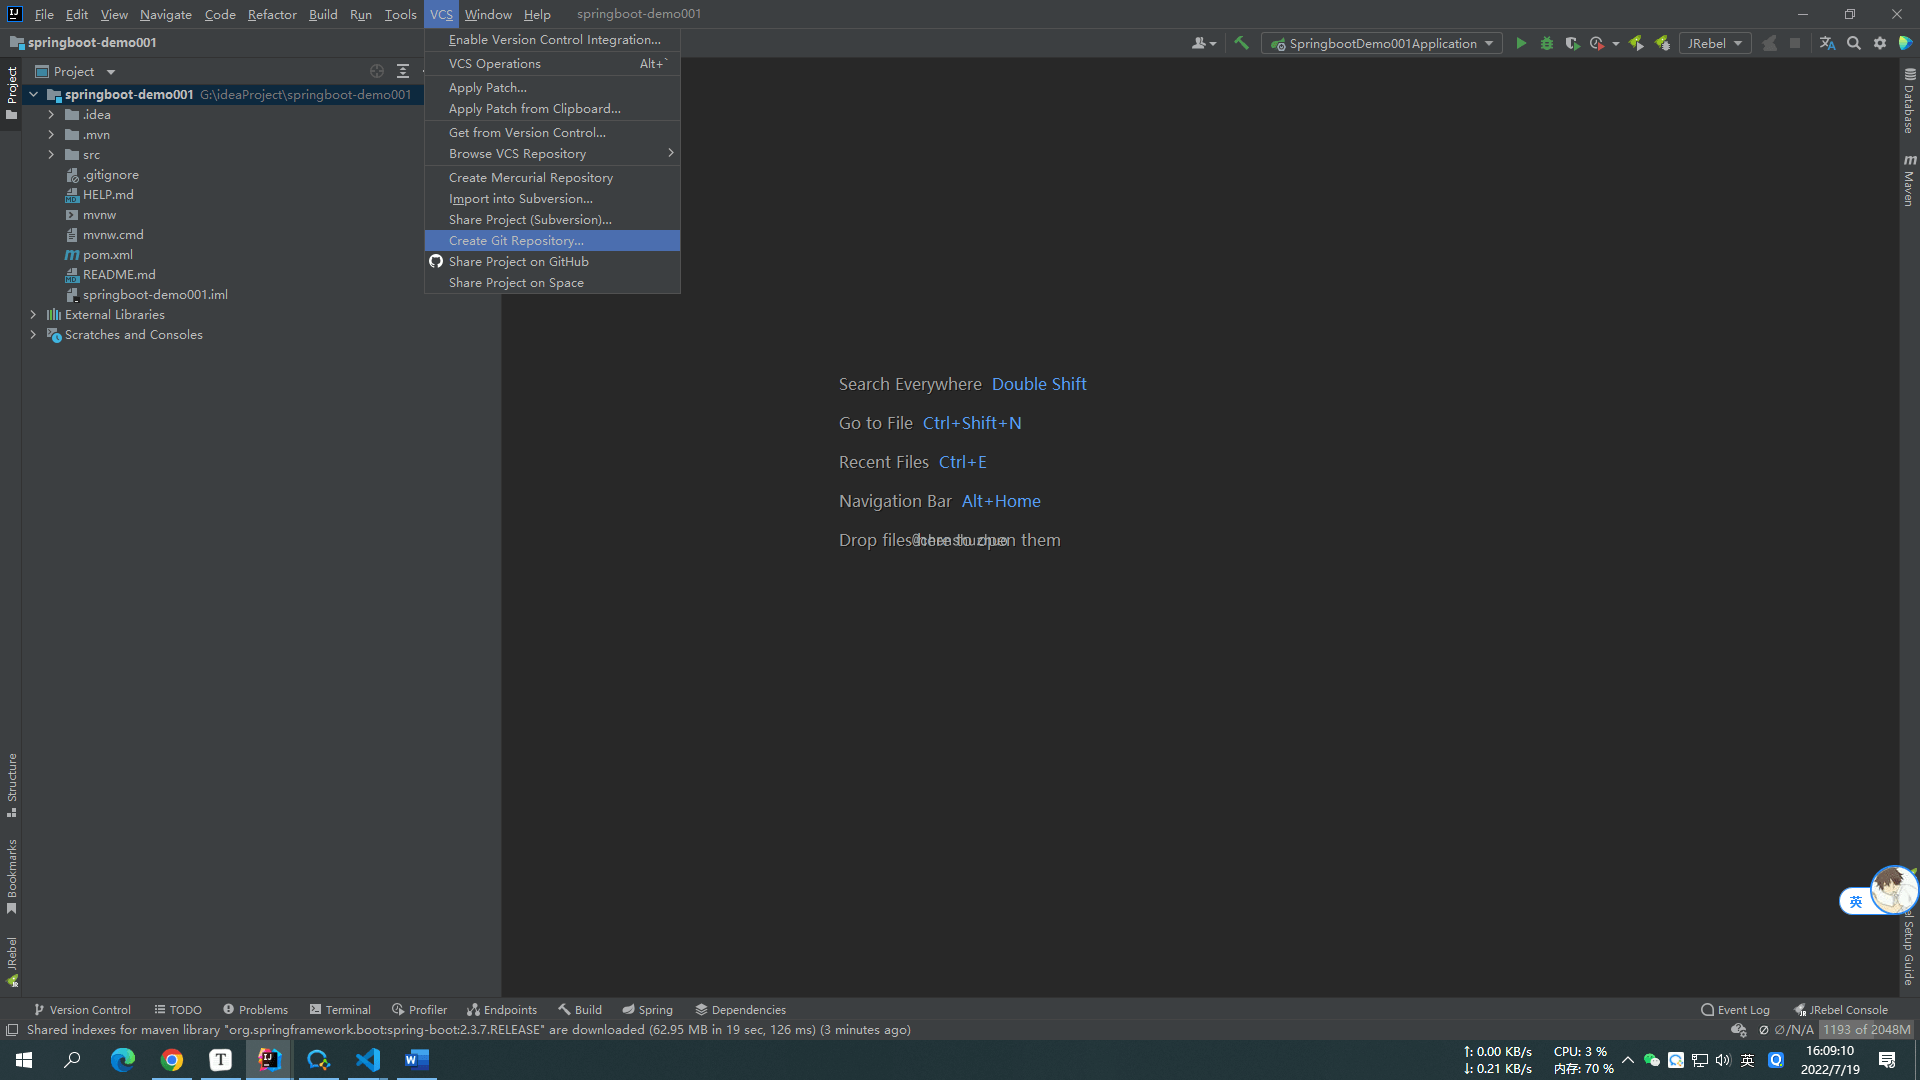 File Edit View Navigate Code Refactor Build Run Tools VCS Window Help springboot-demo001
springboot-demo001
SpringbootDemo001Application
JRebel
Project
Project
springboot-demo001 G:\ideaProject\springboot-demo001
.idea
.mvn
src
.gitignore
HELP.md
mvnw
mvnw.cmd
pom.xml
README.md
springboot-demo001.iml
External Libraries
Scratches and Consoles
Enable Version Control Integration...
VCS Operations Alt+`
Apply Patch...
Apply Patch from Clipboard...
Get from Version Control...
Browse VCS Repository
Create Mercurial Repository
Import into Subversion...
Share Project (Subversion)...
Create Git Repository...
Share Project on GitHub
Share Project on Space
Search Everywhere Double Shift
Go to File Ctrl+Shift+N
Recent Files Ctrl+E
Navigation Bar Alt+Home
Drop files here to open them
@chenshuzhuo
Database
Maven
Structure
Bookmarks
JRebel
英
Setup Guide
Version Control TODO Problems Terminal Profiler Endpoints Build Spring Dependencies Event Log JRebel Console
Shared indexes for maven library "org.springframework.boot:spring-boot:2.3.7.RELEASE" are downloaded (62.95 MB in 19 sec, 126 ms) (3 minutes ago)
∅/N/A 1193 of 2048M
↑: 0.00 KB/s CPU: 3 %
↓: 0.21 KB/s 内存: 70 %
英
16:09:10
2022/7/19